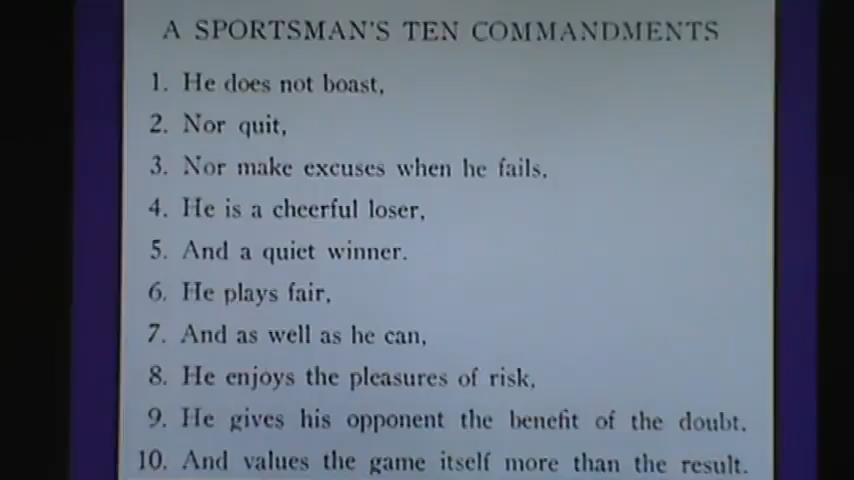 A SPORTSMAN'S TEN COMMANDMENTS
1. He does not boast,
2. Nor quit,
3. Nor make excuses when he fails.
4. He is a cheerful loser,
5. And a quiet winner.
6. He plays fair,
7. And as well as he can,
8. He enjoys the pleasures of risk,
9. He gives his opponent the benefit of the doubt,
10. And values the game itself more than the result.